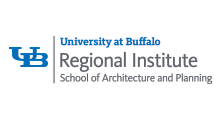 UB
University at Buffalo
Regional Institute
School of Architecture and Planning